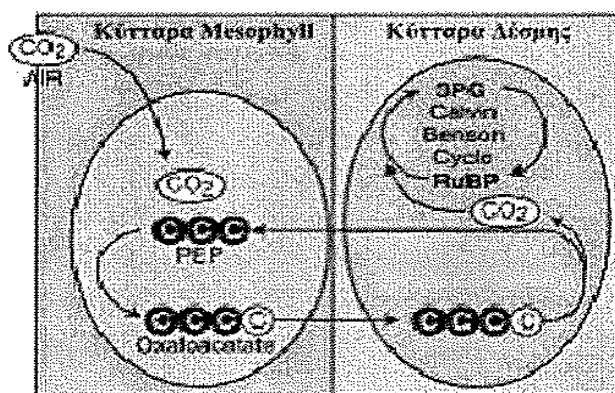 Κύτταρα Mesophyll
Κύτταρα Δέσμης
CO2
AIR
CO2
CCC
PEP
CCCC
Oxaloacetate
3PG
Calvin
Benson
Cycle
RuBP
CO2
CCCC